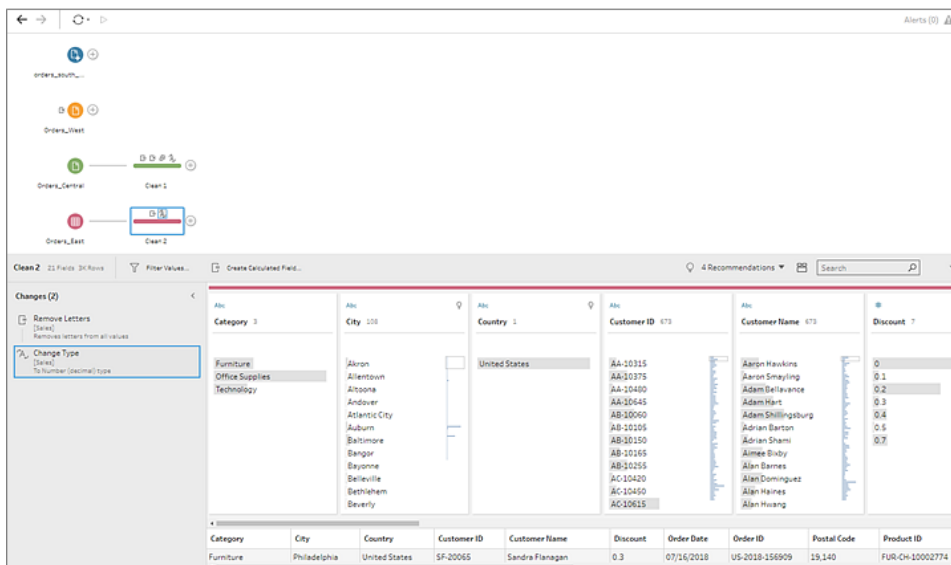 Alerts (0)
orders_south_...
Orders_West
Orders_Central
Clean 1
Orders_East
Clean 2
Clean 2 21 Fields 3K Rows Filter Values... Create Calculated Field... 4 Recommendations Search
Changes (2)
Remove Letters
[Sales]
Removes letters from all values
Change Type
[Sales]
To Number (decimal) type
Abc
Category 3
Furniture
Office Supplies
Technology
Abc
City 108
Akron
Allentown
Altoona
Andover
Atlantic City
Auburn
Baltimore
Bangor
Bayonne
Belleville
Bethlehem
Beverly
Abc
Country 1
United States
Abc
Customer ID 673
AA-10315
AA-10375
AA-10480
AA-10645
AB-10060
AB-10105
AB-10150
AB-10165
AB-10255
AC-10420
AC-10450
AC-10615
Abc
Customer Name 673
Aaron Hawkins
Aaron Smayling
Adam Bellavance
Adam Hart
Adam Shillingsburg
Adrian Barton
Adrian Shami
Aimee Bixby
Alan Barnes
Alan Dominguez
Alan Haines
Alan Hwang
#
Discount 7
0
0.1
0.2
0.3
0.4
0.5
0.7
Category City Country Customer ID Customer Name Discount Order Date Order ID Postal Code Product ID
Furniture Philadelphia United States SF-20065 Sandra Flanagan 0.3 07/16/2018 US-2018-156909 19,140 FUR-CH-10002774